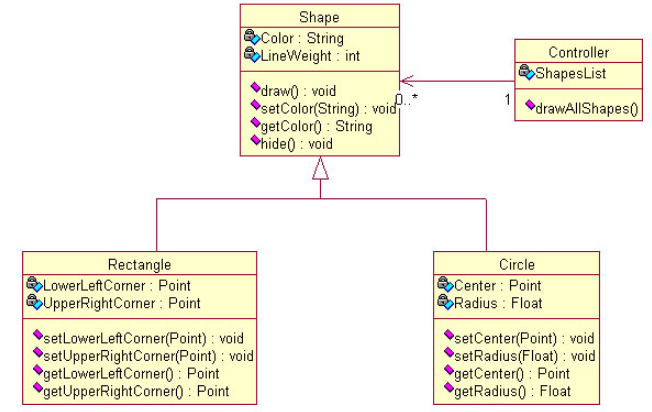 Shape
Color : String
LineWeight : int
draw() : void
setColor(String) : void
getColor() : String
hide() : void
0..*
1
Controller
ShapesList
drawAllShapes()
Rectangle
LowerLeftCorner : Point
UpperRightCorner : Point
setLowerLeftCorner(Point) : void
setUpperRightCorner(Point) : void
getLowerLeftCorner() : Point
getUpperRightCorner() : Point
Circle
Center : Point
Radius : Float
setCenter(Point) : void
setRadius(Float) : void
getCenter() : Point
getRadius() : Float